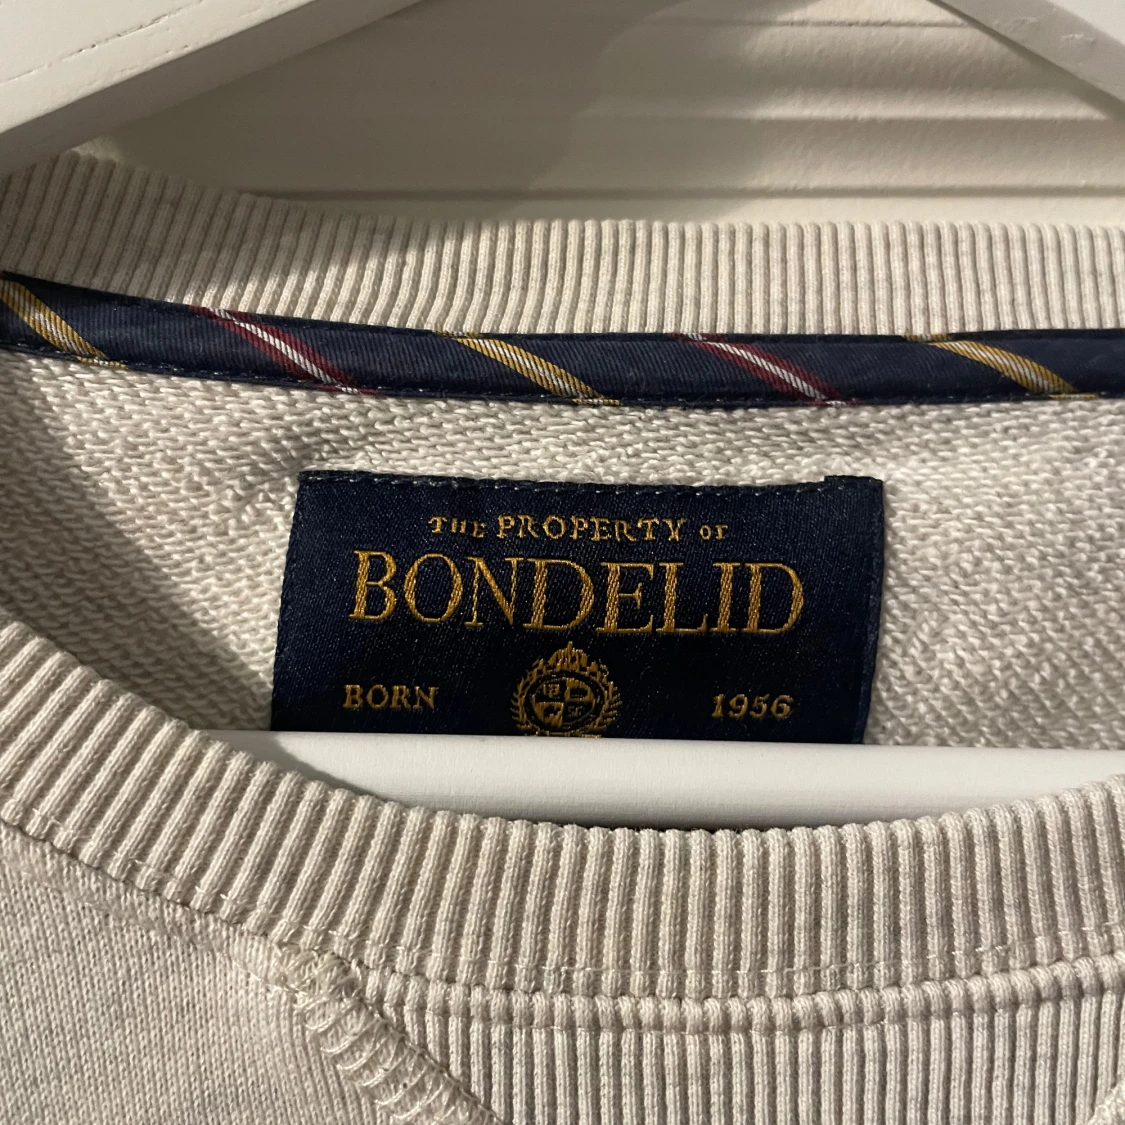 THE PROPERTY OF
BONDELID
BORN 1956